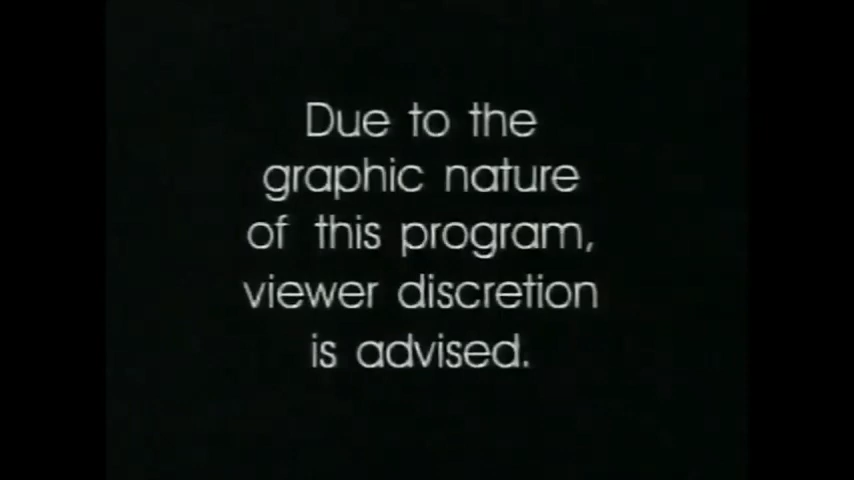 Due to the
graphic nature
of this program,
viewer discretion
is advised.